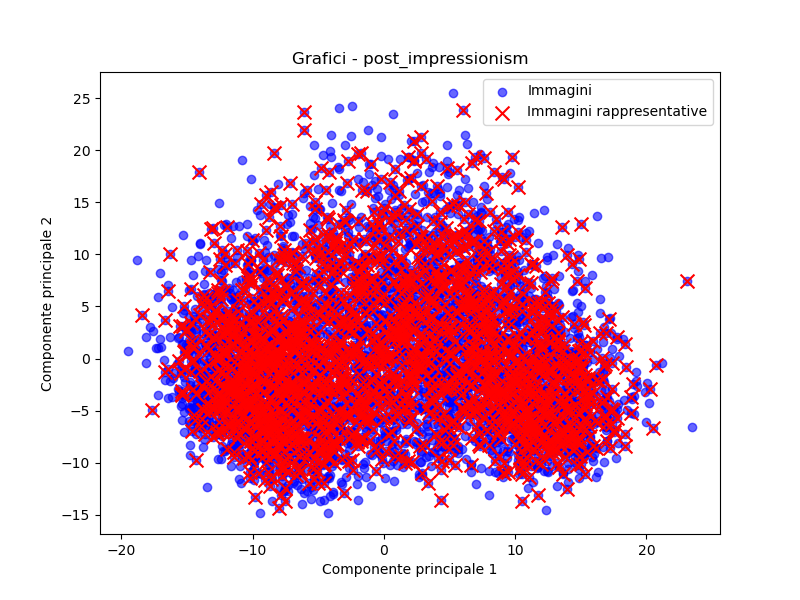 Grafici - post_impressionism
Immagini
Immagini rappresentative
25
20
15
10
5
0
−5
−10
−15
Componente principale 2
−20
−10
0
10
20
Componente principale 1